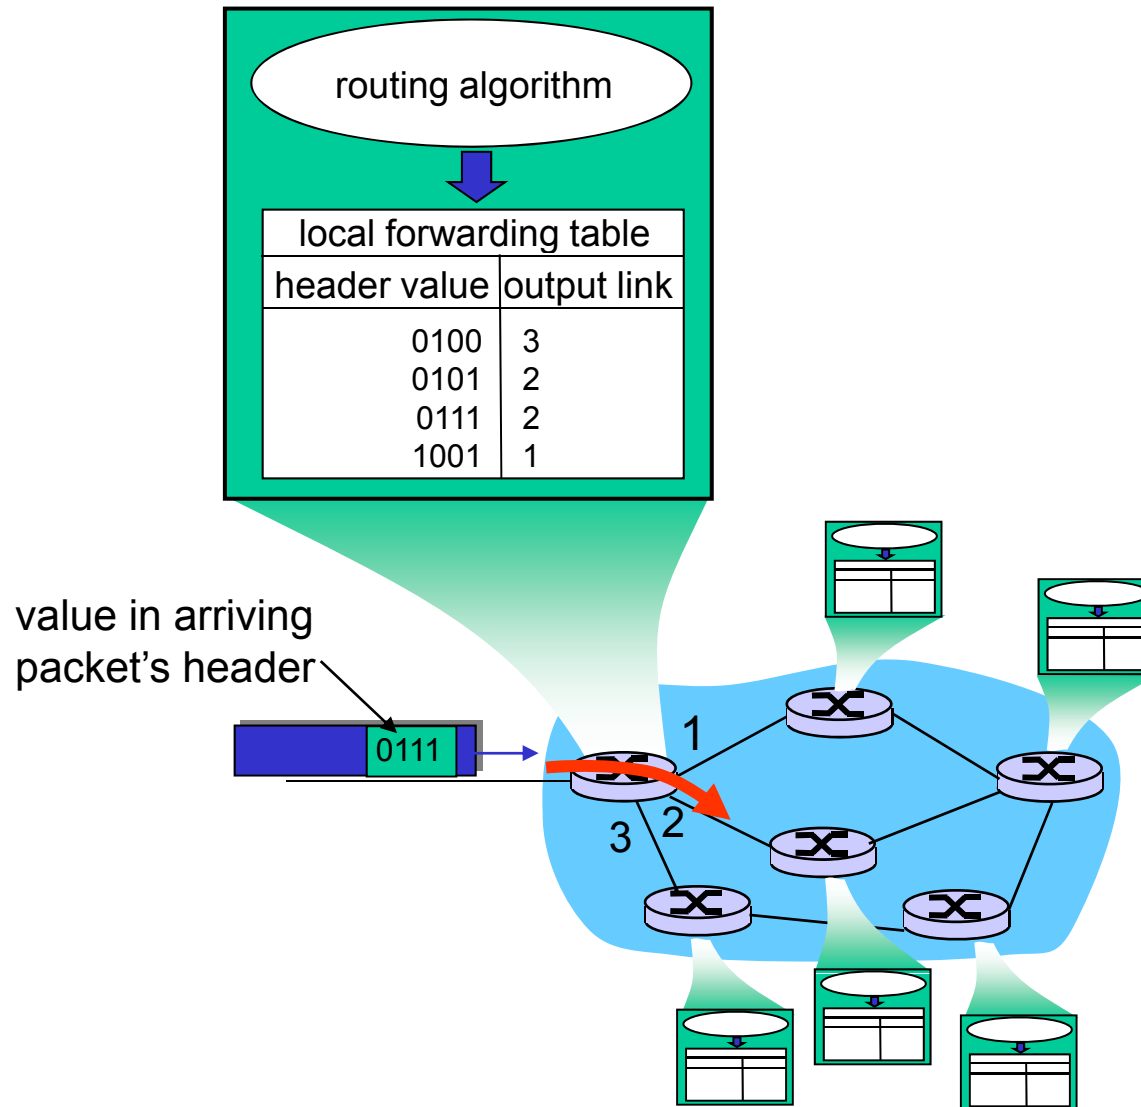 routing algorithm
local forwarding table
header value output link
0100 3
0101 2
0111 2
1001 1
value in arriving
packet’s header
0111
1
2
3